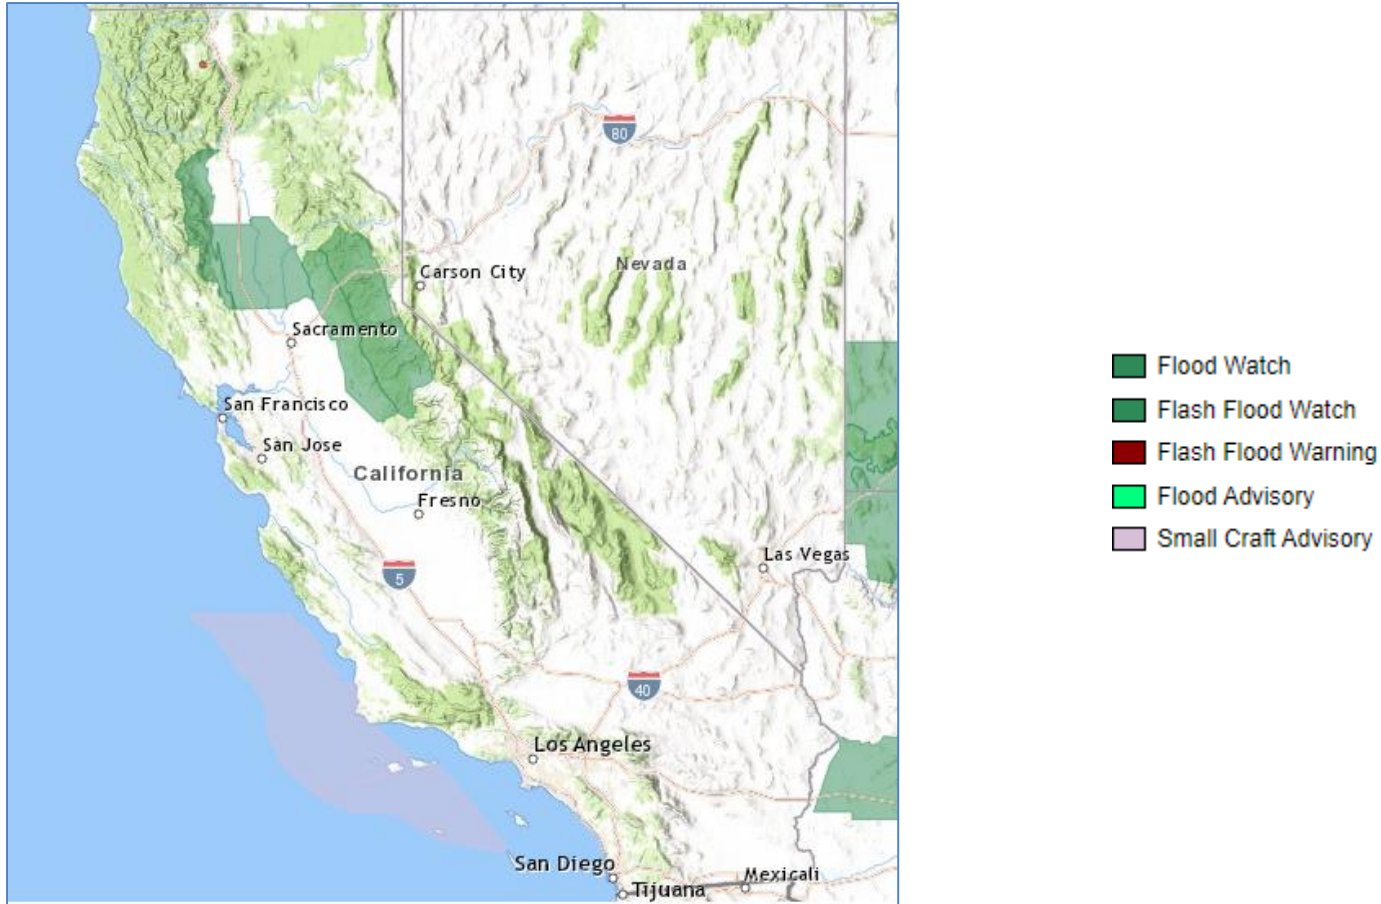 80
Carson City
Nevada
Sacramento
San Francisco
San Jose
California
Fresno
Las Vegas
5
40
Los Angeles
San Diego
Tijuana
Mexicali
Flood Watch
Flash Flood Watch
Flash Flood Warning
Flood Advisory
Small Craft Advisory